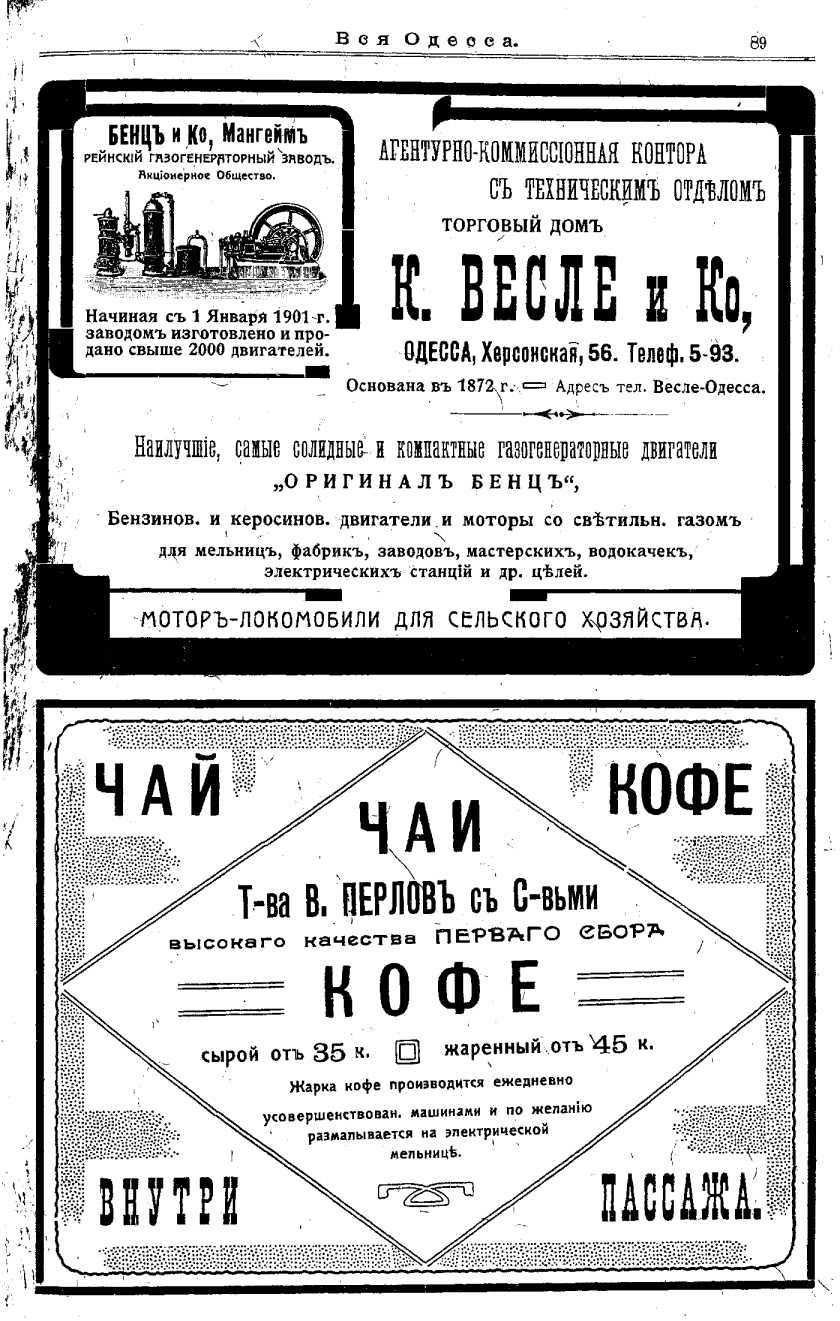 Вся Одесса.
89
БЕНЦЪ и Ко, Мангеймъ
РЕЙНСКІЙ ГАЗОГЕНЕРАТОРНЫЙ ЗАВОДЪ.
Акціонерное Общество.
Начиная съ 1 Января 1901 г.
заводомъ изготовлено и про-
дано свыше 2000 двигателей.
АГЕНТУРНО-КОММИССІОННАЯ КОНТОРА
СЪ ТЕХНИЧЕСКИМЪ ОТДѢЛОМЪ
ТОРГОВЫЙ ДОМЪ
К. ВЕСЛЕ и Ко,
ОДЕССА, Херсонская, 56. Телеф. 5-93.
Основана въ 1872 г. Адресъ тел. Весле-Одесса.
Наилучшіе, самые солидные и компактные газогенераторные двигатели
„ОРИГИНАЛЪ БЕНЦЪ“,
Бензинов. и керосинов. двигатели и моторы со свѣтильн. газомъ
для мельницъ, фабрикъ, заводовъ, мастерскихъ, водокачекъ,
электрическихъ станцій и др. цѣлей.
МОТОРЪ-ЛОКОМОБИЛИ ДЛЯ СЕЛЬСКОГО ХОЗЯЙСТВА.
ЧАЙ
КОФЕ
ЧАИ
Т-ва В. ПЕРЛОВЪ съ С-вьми
высокаго качества ПЕРВАГО СБОРА
КОФЕ
сырой отъ 35 к. жаренный отъ 45 к.
Жарка кофе производится ежедневно
усовершенствован. машинами и по желанію
размалывается на электрической
мельницѣ.
ВНУТРИ
ПАССАЖА.